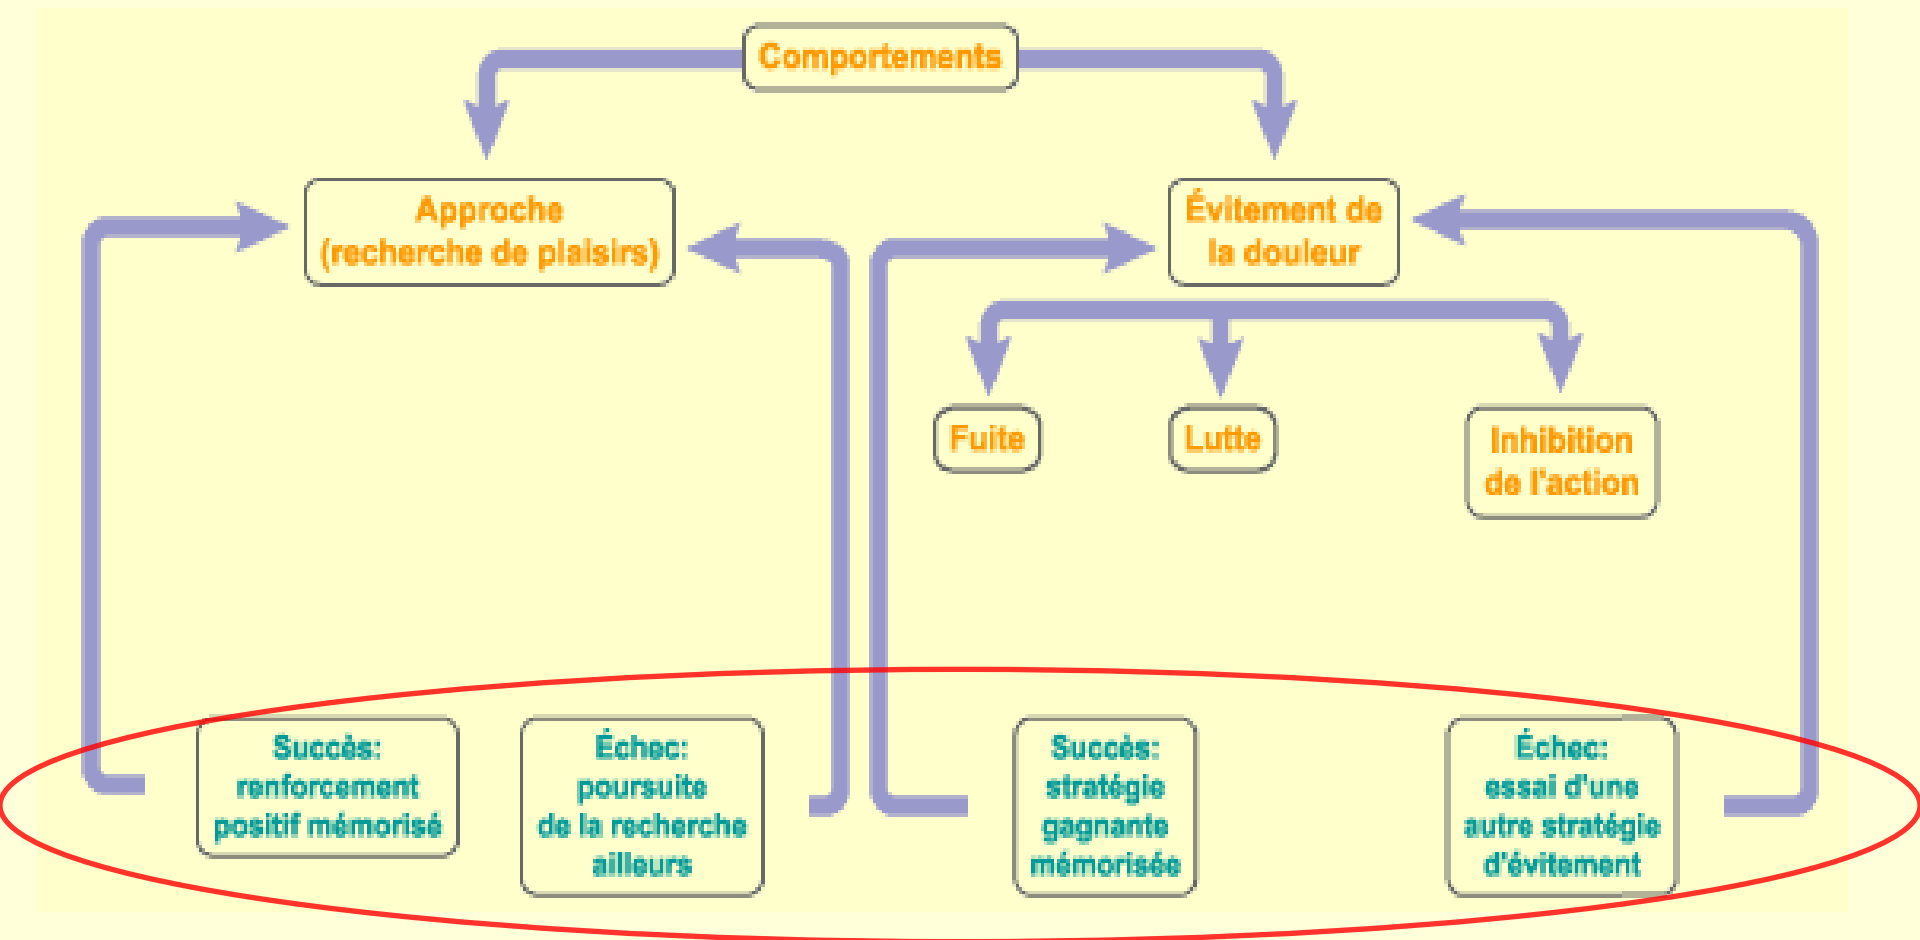 Comportements
Approche
(recherche de plaisirs)
Évitement de
la douleur
Fuite
Lutte
Inhibition
de l'action
Succès:
renforcement
positif mémorisé
Échec:
poursuite
de la recherche
ailleurs
Succès:
stratégie
gagnante
mémorisée
Échec:
essai d'une
autre stratégie
d'évitement